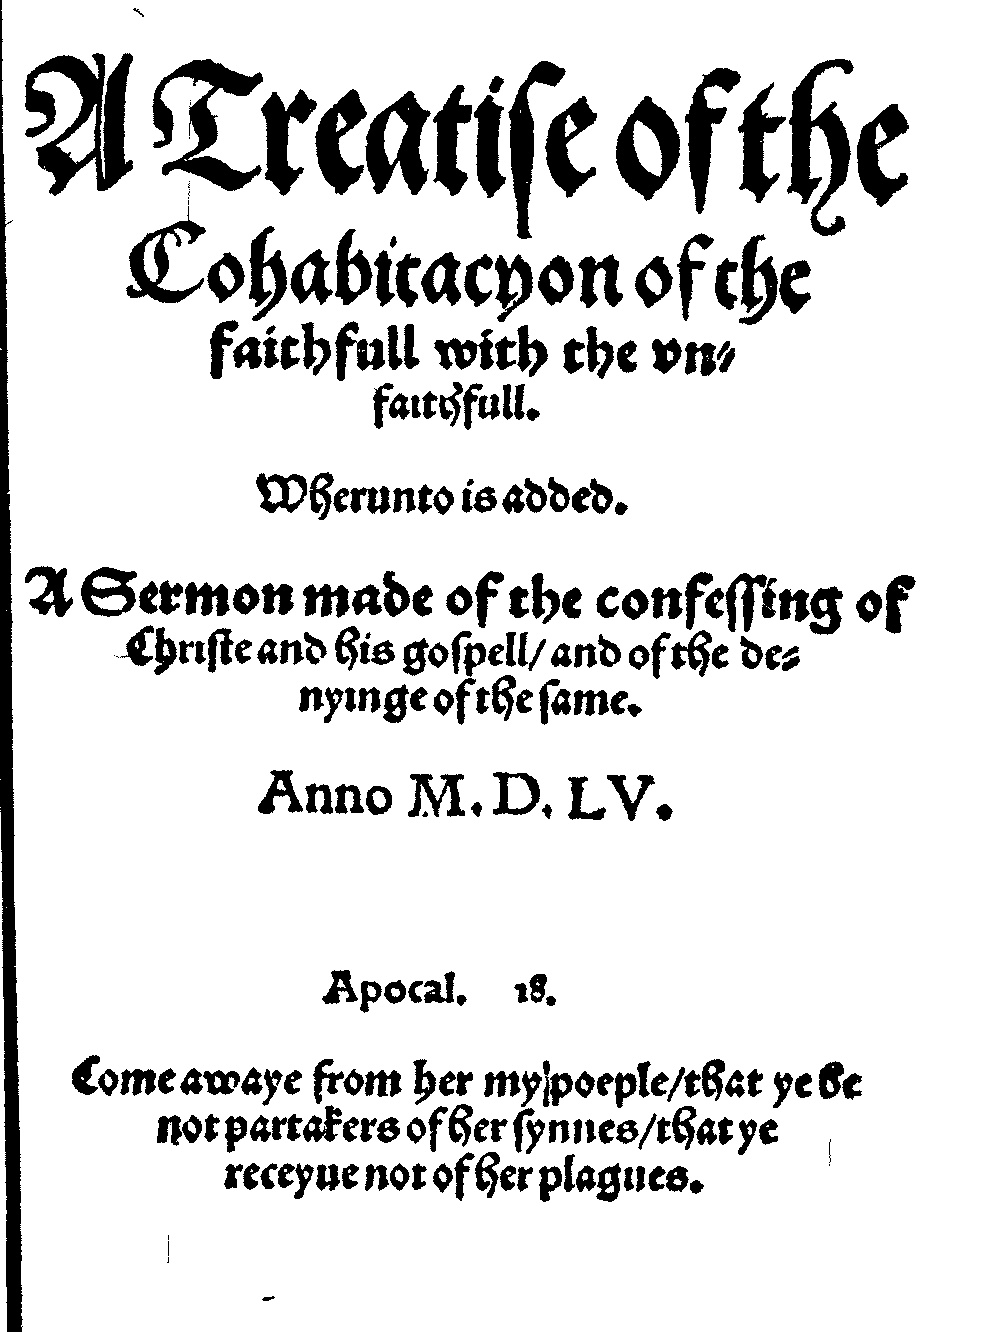 A Treatiſe of the
Cohabitacyon of the
faithfull with the vn⸗
faithfull.
Wherunto is added.
A Sermon made of the confeſſing of
Chriſte and his goſpell/ and of the de⸗
nyinge of the ſame.
Anno M. D. LV.
Apocal. 18.
Come awaye from her my poeple/that ye be
not partakers of her ſynnes/that ye
receyue not of her plagues.